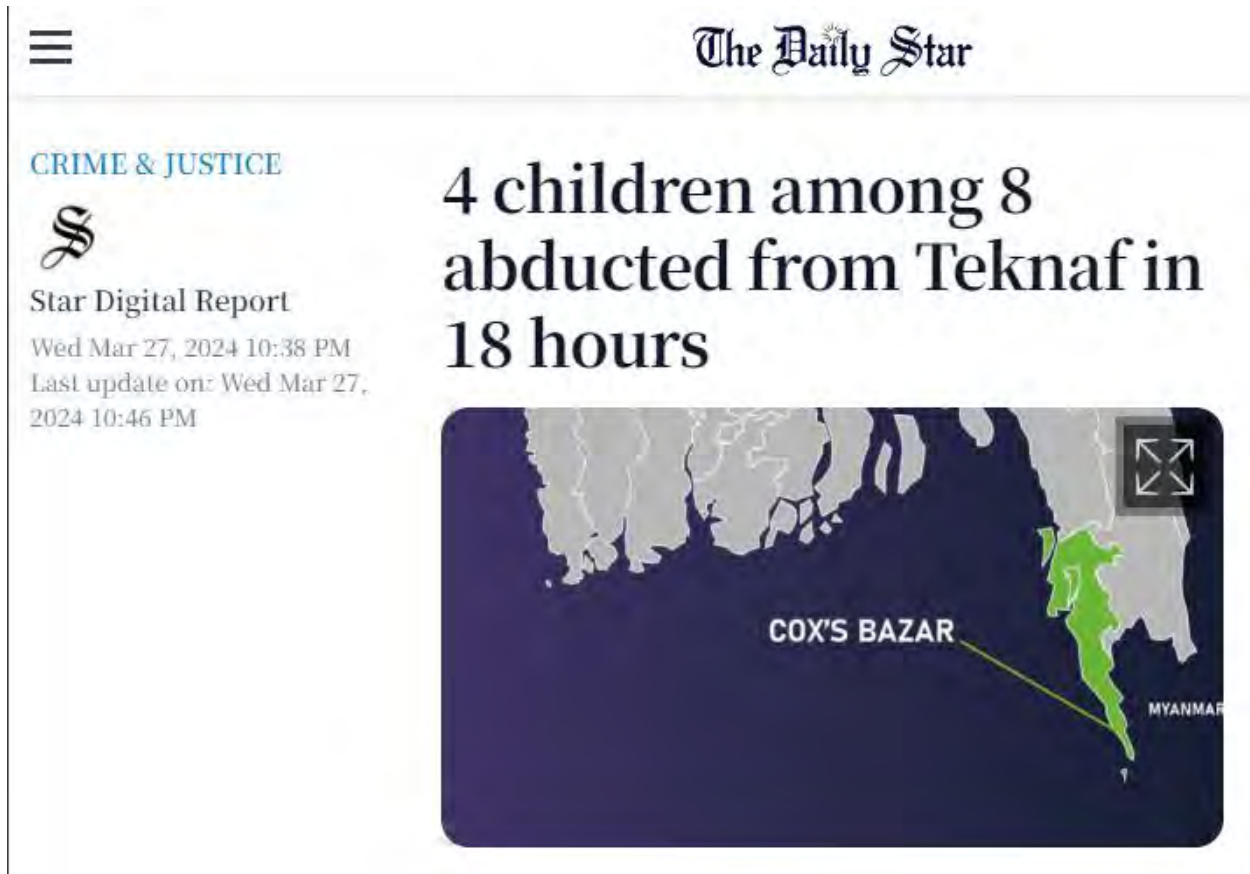 The Daily Star
CRIME & JUSTICE
S
Star Digital Report
Wed Mar 27, 2024 10:38 PM
Last update on: Wed Mar 27,
2024 10:46 PM
4 children among 8
abducted from Teknaf in
18 hours
COX'S BAZAR
MYANMAR